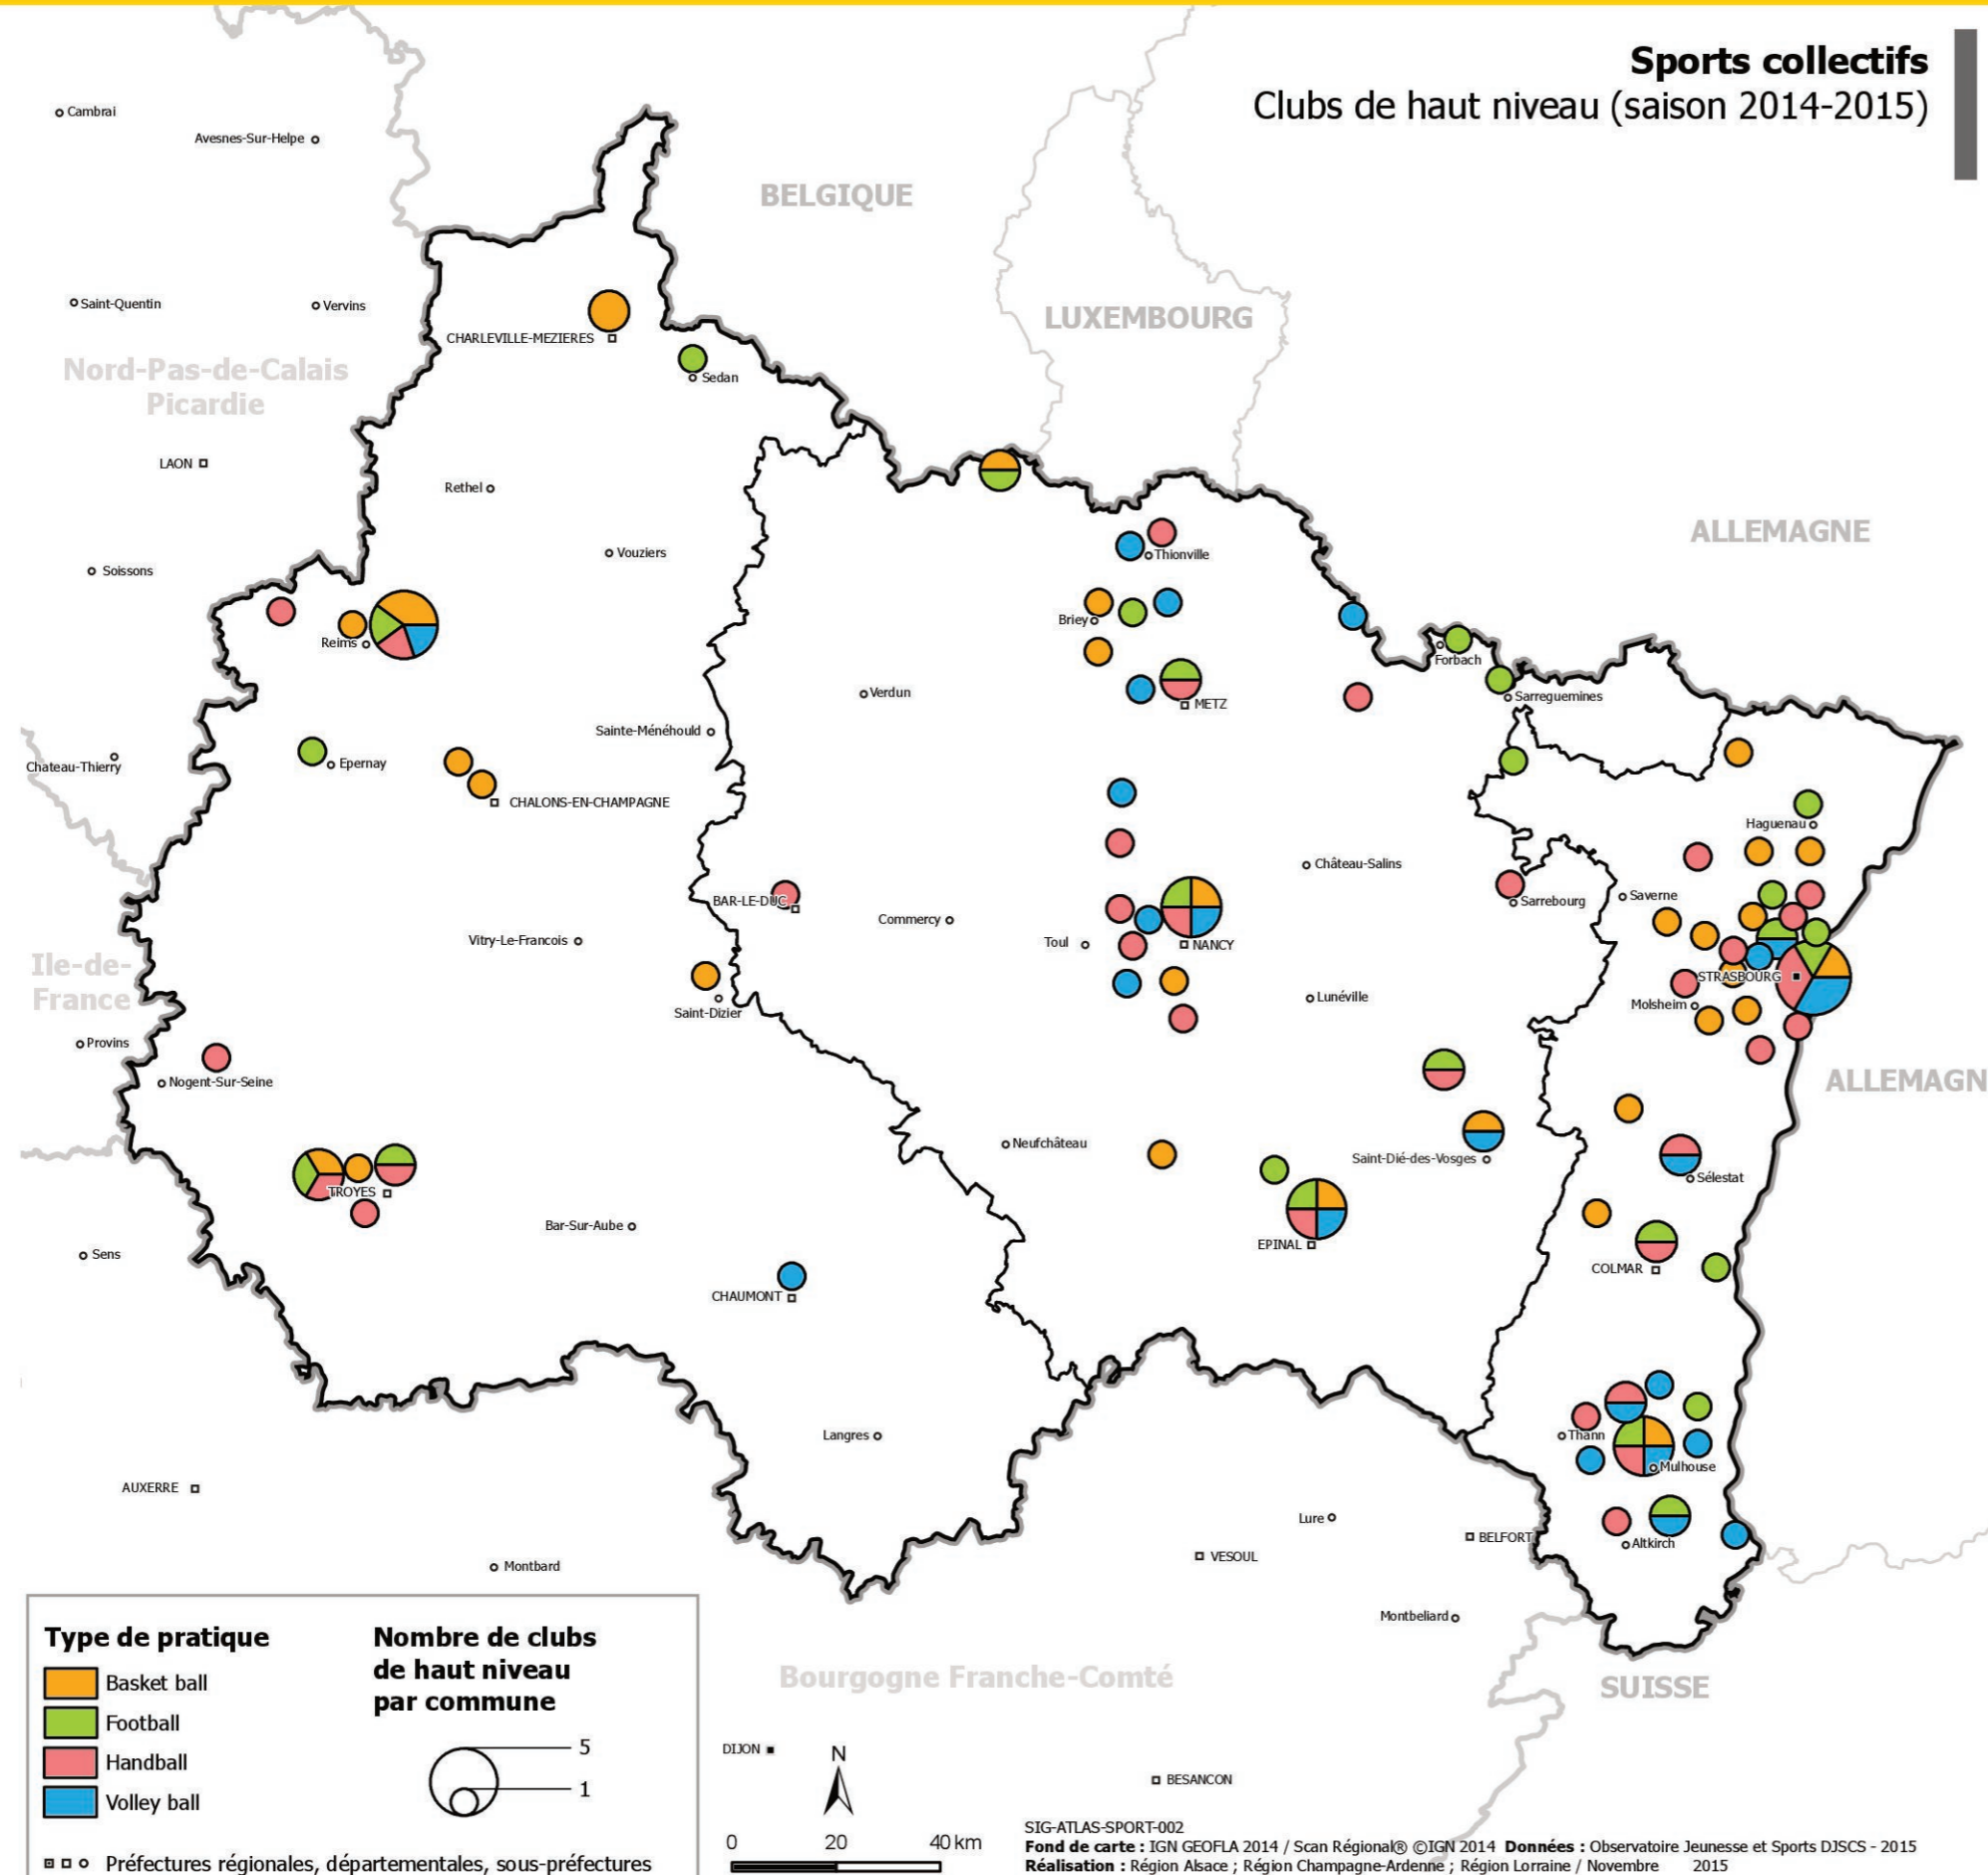 Sports collectifs
Clubs de haut niveau (saison 2014-2015)
Cambrai
Avesnes-Sur-Helpe
BELGIQUE
Saint-Quentin
Vervins
LUXEMBOURG
CHARLEVILLE-MEZIERES
Nord-Pas-de-Calais
Picardie
Sedan
LAON
Rethel
ALLEMAGNE
Vouziers
Thionville
Soissons
Briey
Reims
Forbach
Verdun
Sarreguemines
METZ
Sainte-Ménéhould
Chateau-Thierry
Epernay
CHALONS-EN-CHAMPAGNE
Haguenau
Château-Salins
BAR-LE-DUC
Sarrebourg
Saverne
Commercy
Vitry-Le-Francois
Toul
NANCY
Ile-de-
France
STRASBOURG
Lunéville
Molsheim
Saint-Dizier
Provins
Nogent-Sur-Seine
ALLEMAGN
Neufchâteau
Saint-Dié-des-Vosges
Sélestat
TROYES
Bar-Sur-Aube
EPINAL
Sens
COLMAR
CHAUMONT
Langres
Thann
Mulhouse
AUXERRE
Lure
BELFORT
Altkirch
VESOUL
Montbard
Montbeliard
Bourgogne Franche-Comté
SUISSE
Type de pratique
Basket ball
Football
Handball
Volley ball
Nombre de clubs
de haut niveau
par commune
5
1
Préfectures régionales, départementales, sous-préfectures
DIJON
N
BESANCON
0 20 40 km
SIG-ATLAS-SPORT-002
Fond de carte : IGN GEOFLA 2014 / Scan Régional® ©IGN 2014 Données : Observatoire Jeunesse et Sports DJSCS - 2015
Réalisation : Région Alsace ; Région Champagne-Ardenne ; Région Lorraine / Novembre 2015